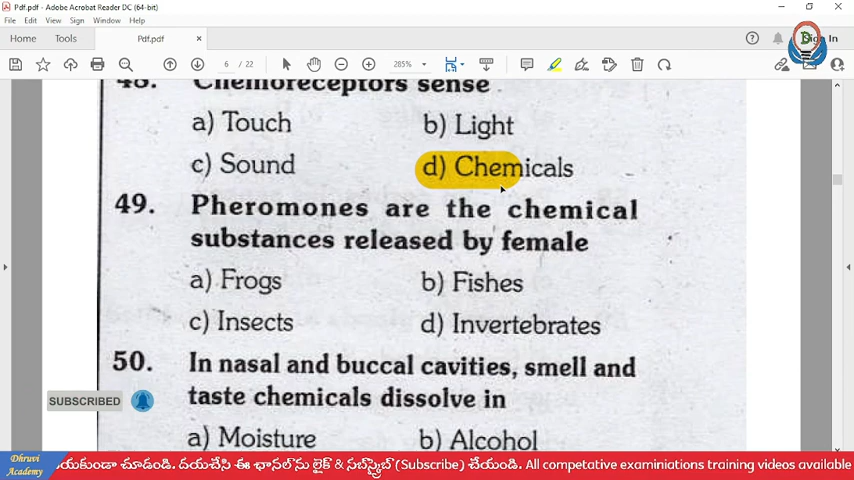 Pdf.pdf - Adobe Acrobat Reader DC (64-bit)
File Edit View Sign Window Help
Home Tools Pdf.pdf × Sign In
6 / 22 285%
48. Chemoreceptors sense
a) Touch b) Light
c) Sound d) Chemicals
49. Pheromones are the chemical
substances released by female
a) Frogs b) Fishes
c) Insects d) Invertebrates
50. In nasal and buccal cavities, smell and
taste chemicals dissolve in
a) Moisture b) Alcohol
SUBSCRIBED
Dhruvi
Academy
యకుండా చూడండి. దయచేసి ఈ ఛానల్‌ను లైక్ & సబ్‌స్క్రైబ్ (Subscribe) చేయండి. All competative examiniations training videos available